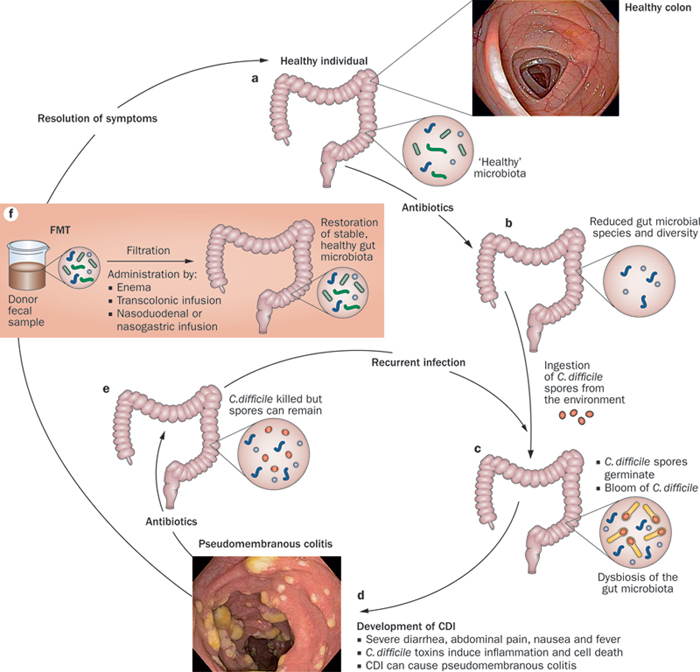 Healthy colon
Healthy individual
a
Resolution of symptoms
'Healthy'
microbiota
Antibiotics
f
FMT
Filtration
Administration by:
▪ Enema
▪ Transcolonic infusion
▪ Nasoduodenal or
nasogastric infusion
Donor
fecal
sample
Restoration
of stable,
healthy gut
microbiota
b
Reduced gut microbial
species and diversity
Ingestion
of C. difficile
spores from
the environment
Recurrent infection
e
C.difficile killed but
spores can remain
Antibiotics
c
▪ C. difficile spores
germinate
▪ Bloom of C. difficile
Dysbiosis of the
gut microbiota
Pseudomembranous colitis
d
Development of CDI
▪ Severe diarrhea, abdominal pain, nausea and fever
▪ C. difficile toxins induce inflammation and cell death
▪ CDI can cause pseudomembranous colitis